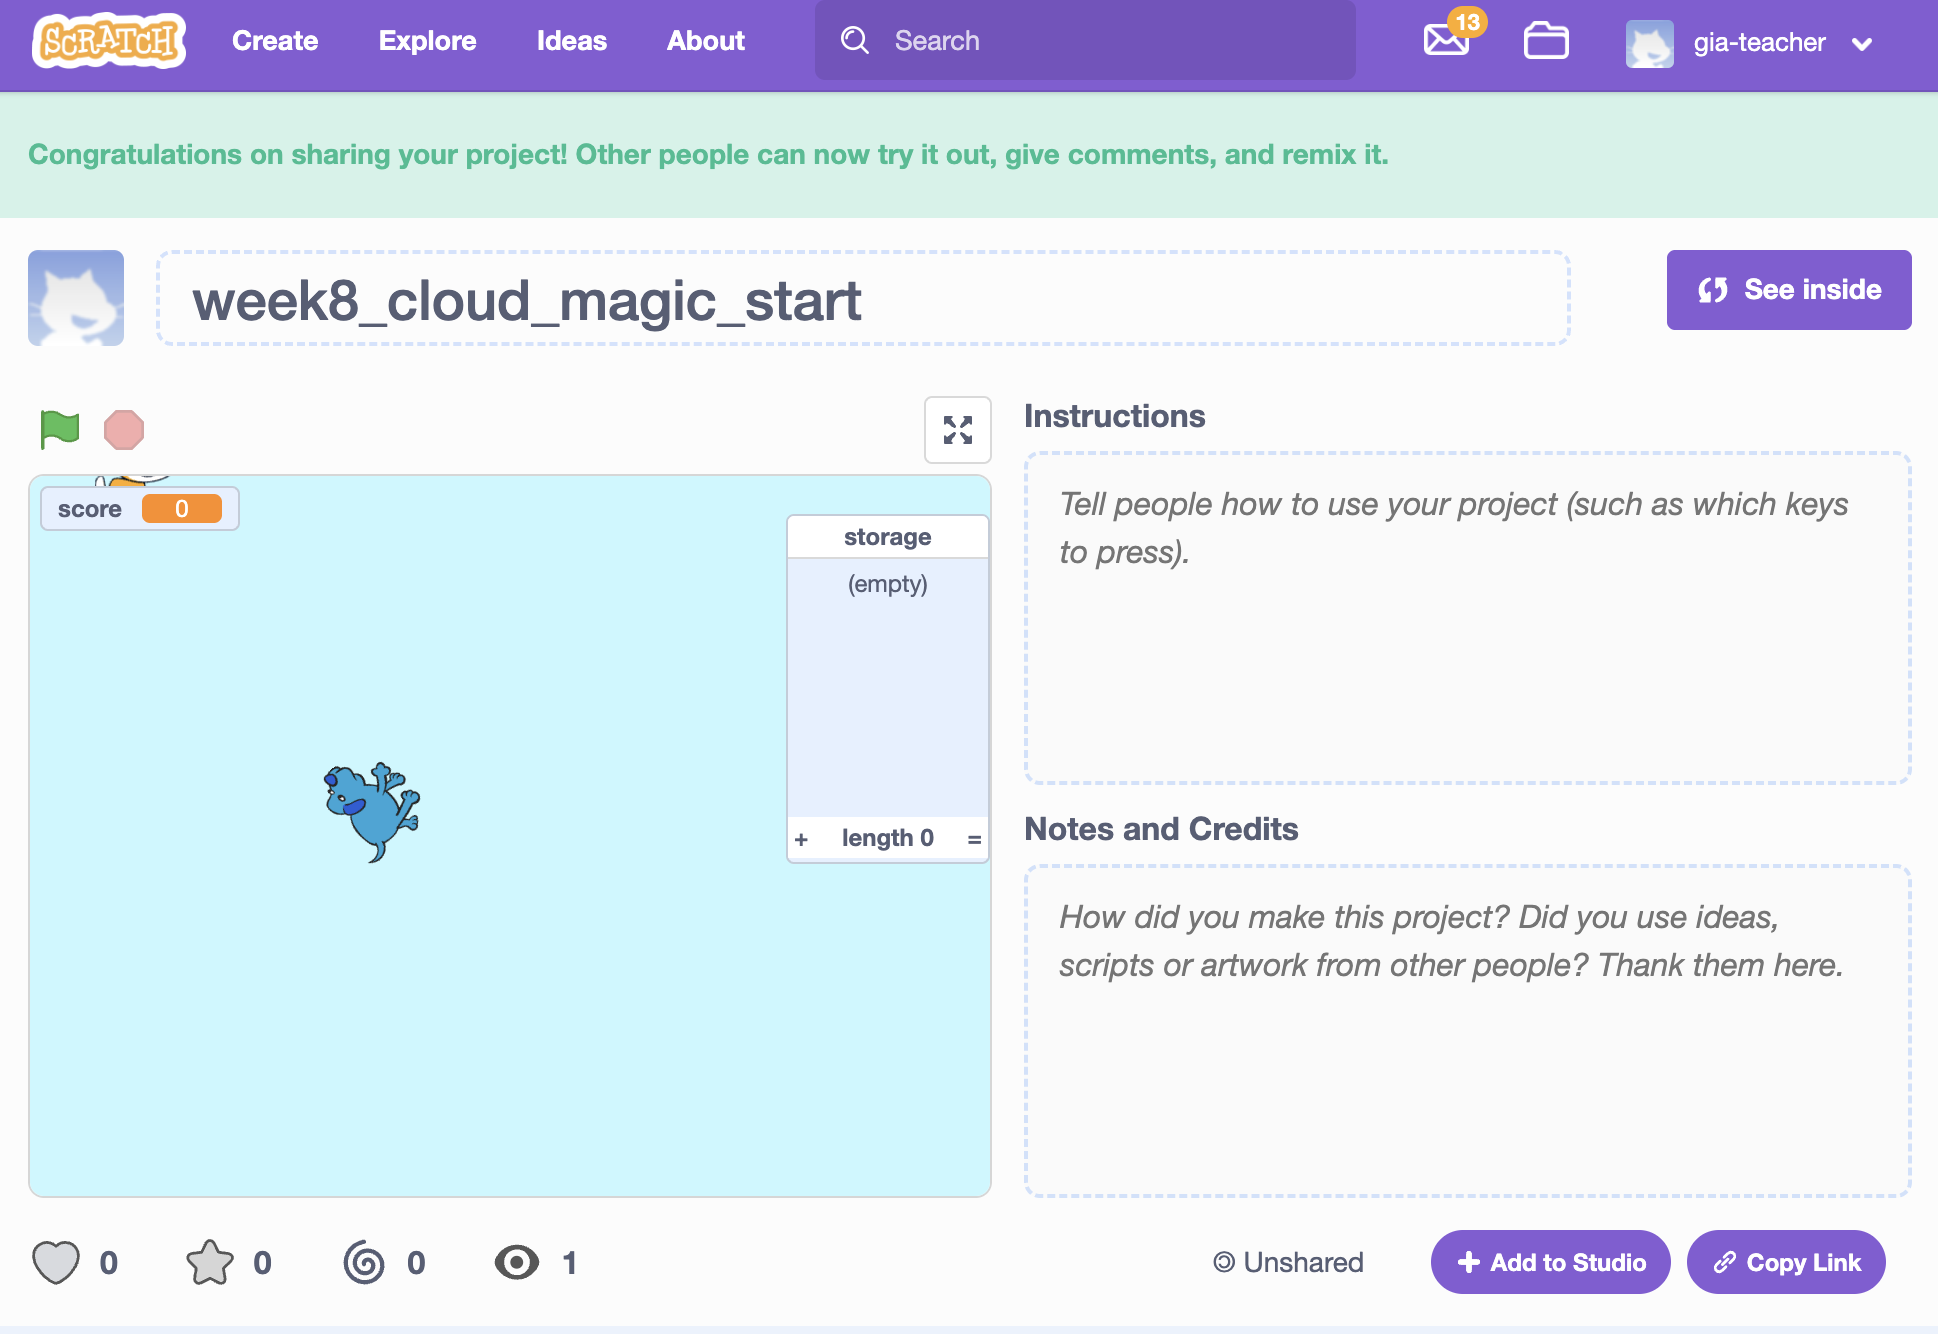 SCRATCH Create Explore Ideas About Search 13 gia-teacher
Congratulations on sharing your project! Other people can now try it out, give comments, and remix it.
week8_cloud_magic_start
See inside
score 0
storage
(empty)
+ length 0 =
Instructions
Tell people how to use your project (such as which keys
to press).
Notes and Credits
How did you make this project? Did you use ideas,
scripts or artwork from other people? Thank them here.
0 0 0 1 Unshared + Add to Studio Copy Link